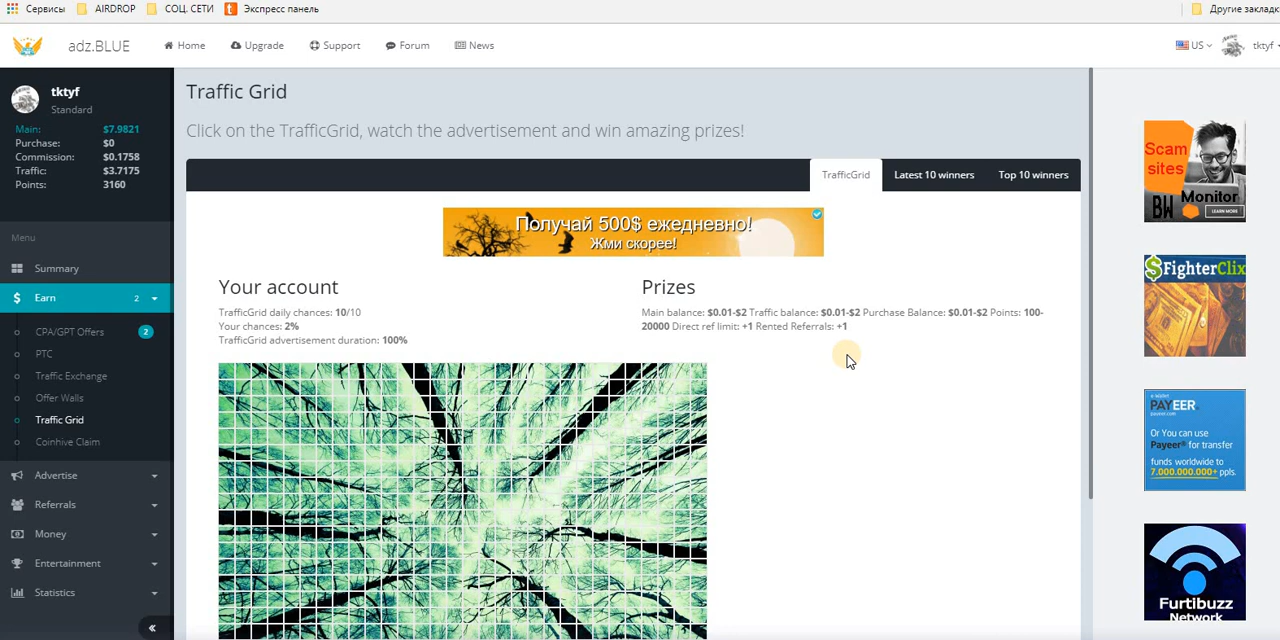 Сервисы AIRDROP СОЦ. СЕТИ Экспресс панель Другие закладк
adz.BLUE Home Upgrade Support Forum News US tktyf
tktyf
Standard
Main: $7.9821
Purchase: $0
Commission: $0.1758
Traffic: $3.7175
Points: 3160
Menu
Summary
Earn 2
CPA/GPT Offers 2
PTC
Traffic Exchange
Offer Walls
Traffic Grid
Coinhive Claim
Advertise
Referrals
Money
Entertainment
Statistics
Traffic Grid
Click on the TrafficGrid, watch the advertisement and win amazing prizes!
TrafficGrid Latest 10 winners Top 10 winners
Получай 500$ ежедневно!
Жми скорее!
Your account
TrafficGrid daily chances: 10/10
Your chances: 2%
TrafficGrid advertisement duration: 100%
Prizes
Main balance: $0.01-$2 Traffic balance: $0.01-$2 Purchase Balance: $0.01-$2 Points: 100-
20000 Direct ref limit: +1 Rented Referrals: +1
Scam
sites
Monitor
BW
LEARN MORE
$FighterClix
PAYEER
Or You can use
Payeer® for transfer
funds worldwide to
7.000.000.000+ ppls.
Furtibuzz
Network